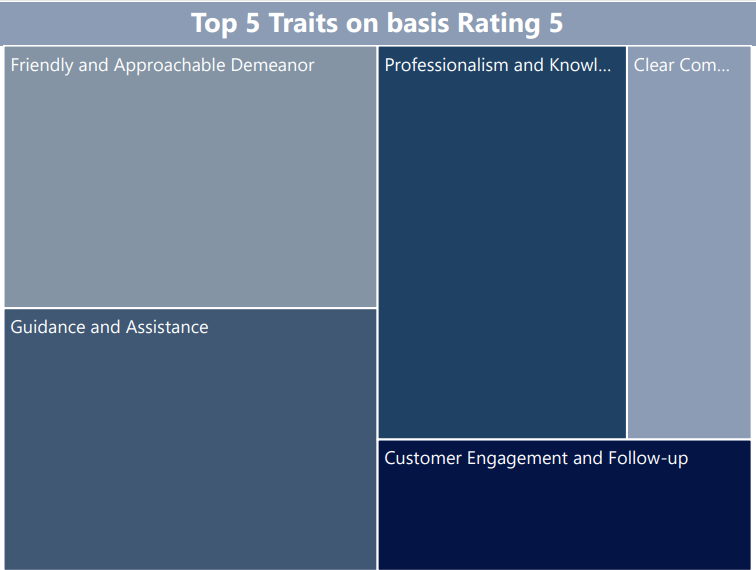 Top 5 Traits on basis Rating 5
Friendly and Approachable Demeanor
Professionalism and Knowl...
Clear Com...
Guidance and Assistance
Customer Engagement and Follow-up